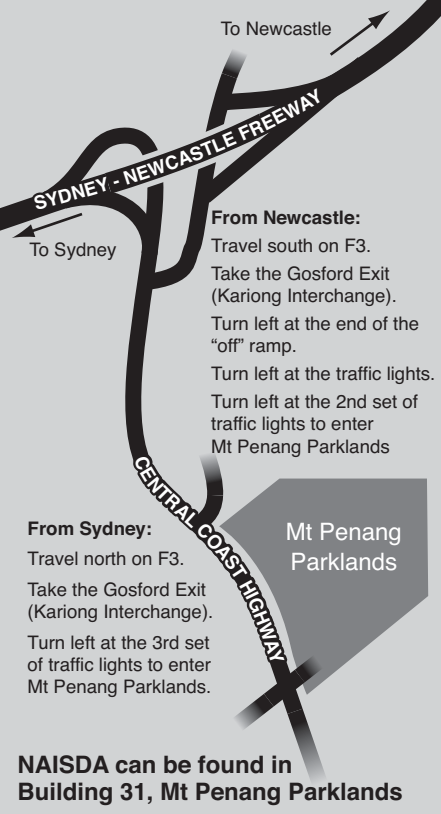 To Newcastle
SYDNEY - NEWCASTLE FREEWAY
To Sydney
From Newcastle:
Travel south on F3.
Take the Gosford Exit
(Kariong Interchange).
Turn left at the end of the
“off” ramp.
Turn left at the traffic lights.
Turn left at the 2nd set of
traffic lights to enter
Mt Penang Parklands
CENTRAL COAST HIGHWAY
Mt Penang
Parklands
From Sydney:
Travel north on F3.
Take the Gosford Exit
(Kariong Interchange).
Turn left at the 3rd set
of traffic lights to enter
Mt Penang Parklands.
NAISDA can be found in
Building 31, Mt Penang Parklands